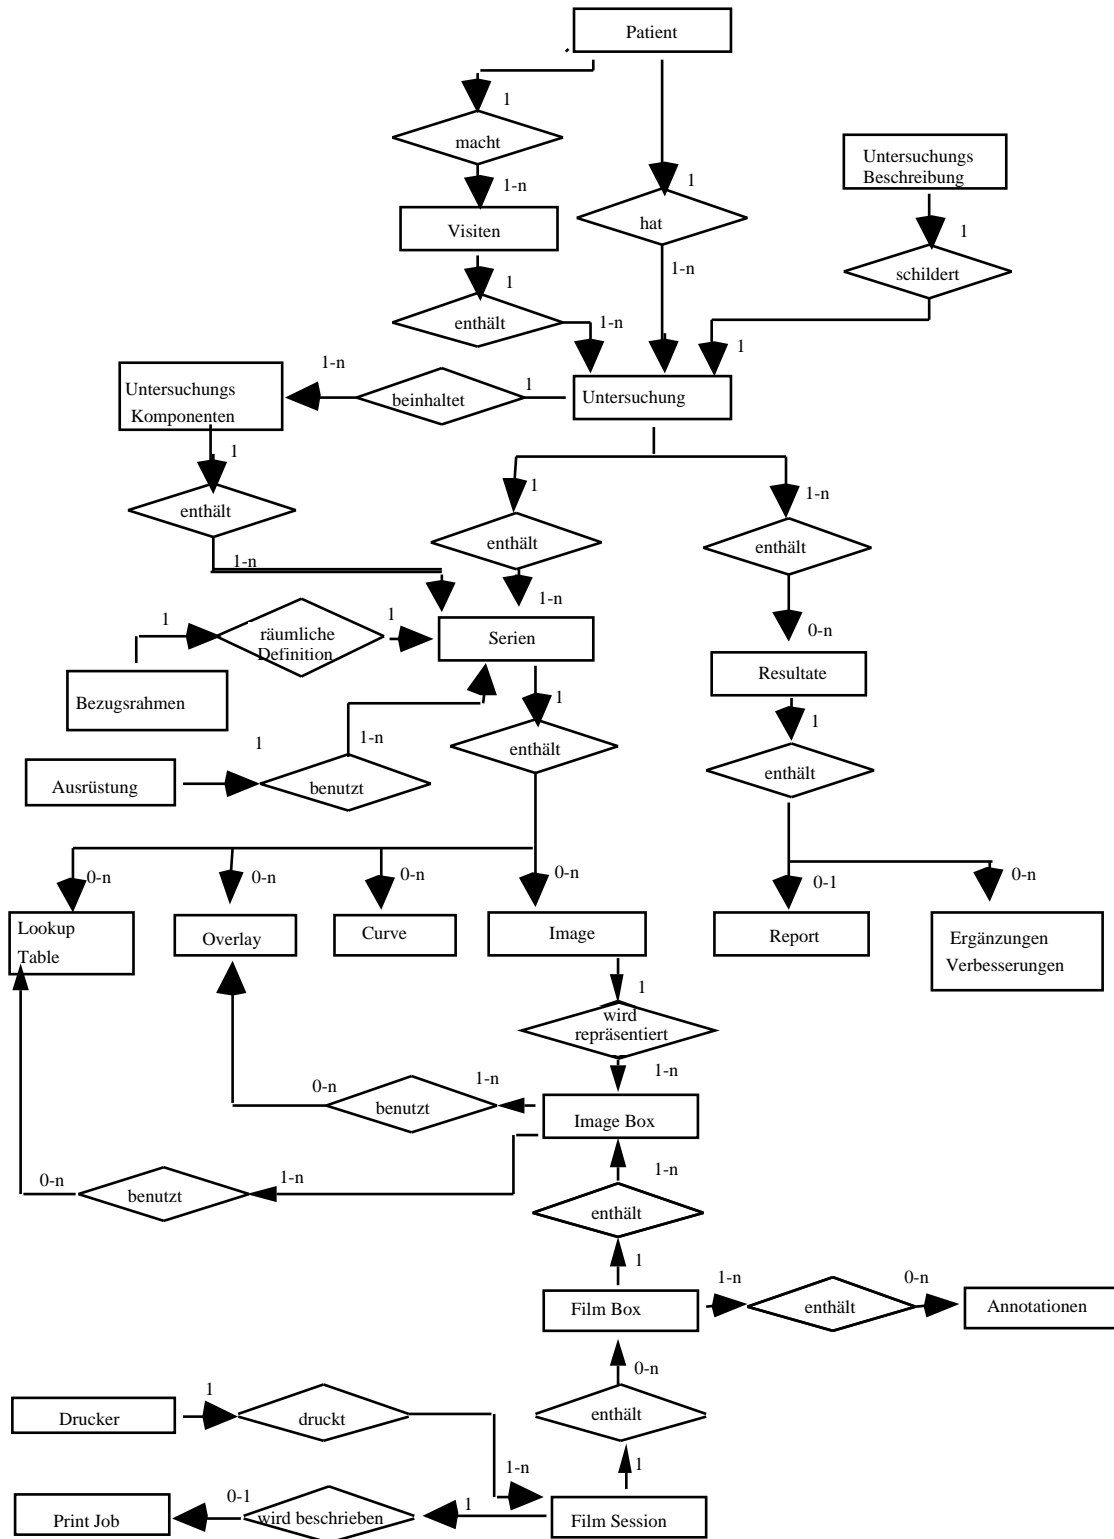 Patient
1
macht
1-n
Visiten
1
hat
1-n
Untersuchungs
Beschreibung
1
schildert
1
1
enthält
1-n
Untersuchung
1
beinhaltet
1-n
Untersuchungs
Komponenten
1
enthält
1-n
1
enthält
1-n
1-n
enthält
0-n
1
räumliche
Definition
1
Serien
Resultate
Bezugsrahmen
1
enthält
1
enthält
1
1-n
Ausrüstung
benutzt
0-n
0-n
0-n
0-n
0-1
0-n
Lookup
Table
Overlay
Curve
Image
Report
Ergänzungen
Verbesserungen
1
wird
repräsentiert
1-n
0-n
benutzt
1-n
Image Box
0-n
benutzt
1-n
1-n
enthält
1
Film Box
1-n
enthält
0-n
Annotationen
0-n
enthält
1
Drucker
1
druckt
1-n
Print Job
0-1
wird beschrieben
1
Film Session